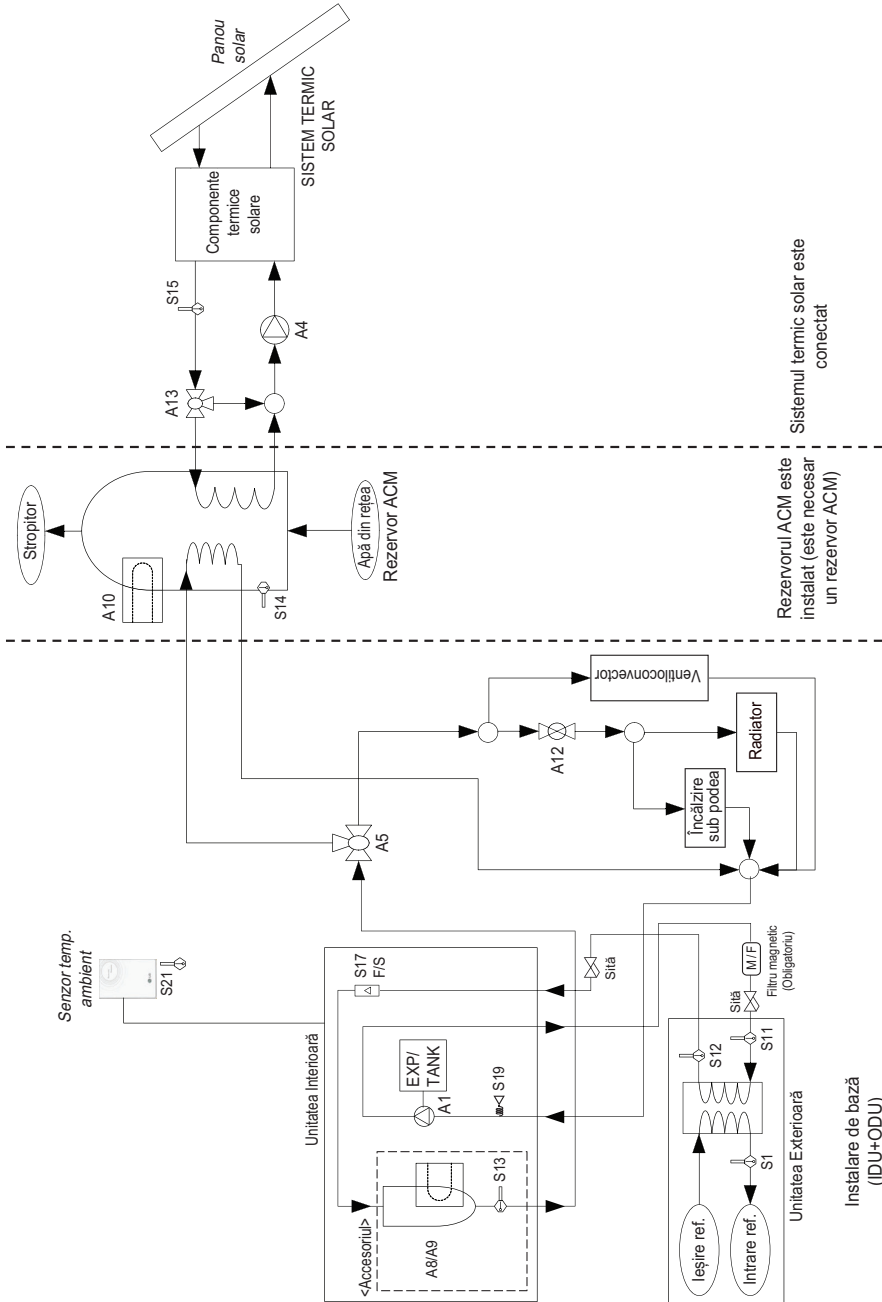 Panou
solar
SISTEM TERMIC
SOLAR
Componente
termice
solare
S15
A4
A13
Sistemul termic solar este
conectat
Stropitor
A10
S14
Apă din rețea
Rezervor ACM
Rezervorul ACM este
instalat (este necesar
un rezervor ACM)
Ventiloconvector
A12
Radiator
Încălzire
sub podea
A5
Senzor temp.
ambient
S21
Unitatea Interioară
S17
F/S
Sită
EXP/
TANK
A1
S19
<Accesoriul>
A8/A9
S13
M/F
Filtru magnetic
(Obligatoriu)
Sită
S12
S11
S1
Ieșire ref.
Intrare ref.
Unitatea Exterioară
Instalare de bază
(IDU+ODU)